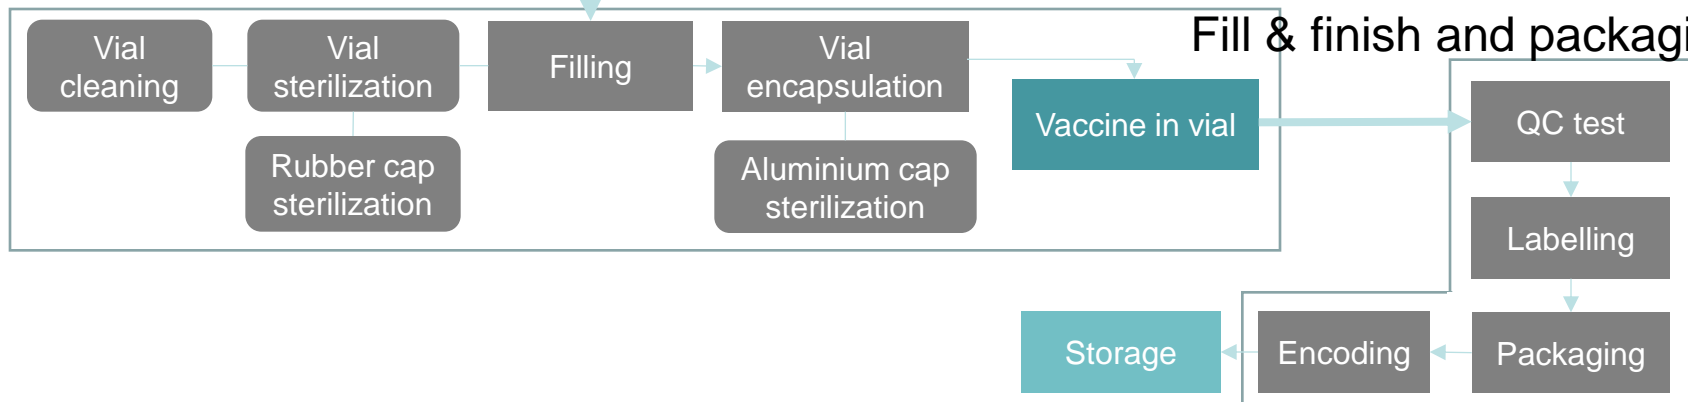 Fill & finish and packagi
Vial
cleaning
Vial
sterilization
Filling
Vial
encapsulation
Vaccine in vial
QC test
Rubber cap
sterilization
Aluminium cap
sterilization
Labelling
Storage
Encoding
Packaging